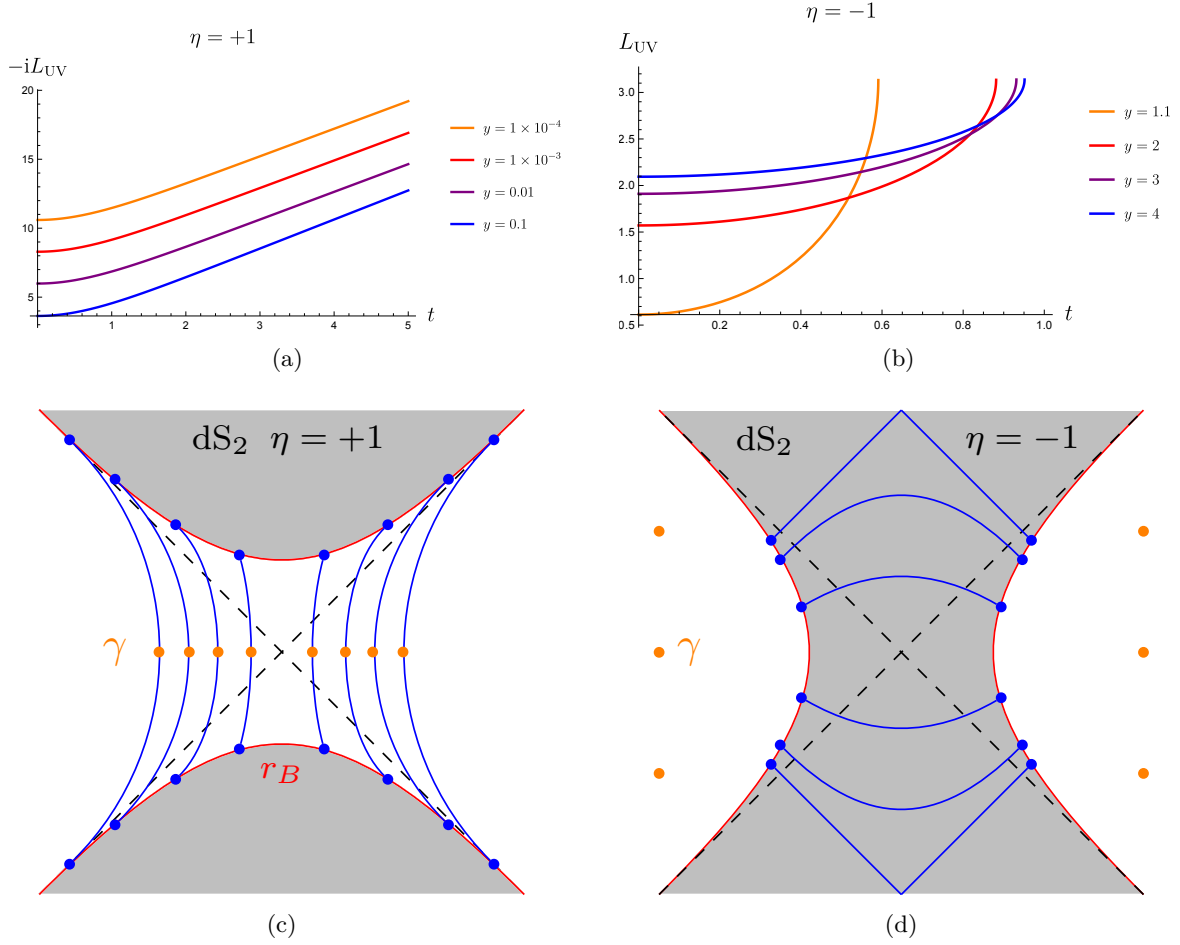 η = +1
−iL_UV
20
15
10
5
1
2
3
4
5
t
y = 1 × 10⁻⁴
y = 1 × 10⁻³
y = 0.01
y = 0.1
(a)
η = −1
L_UV
3.0
2.5
2.0
1.5
1.0
0.5
0.2
0.4
0.6
0.8
1.0
t
y = 1.1
y = 2
y = 3
y = 4
(b)
dS₂ η = +1
γ
r_B
(c)
dS₂ η = −1
γ
(d)